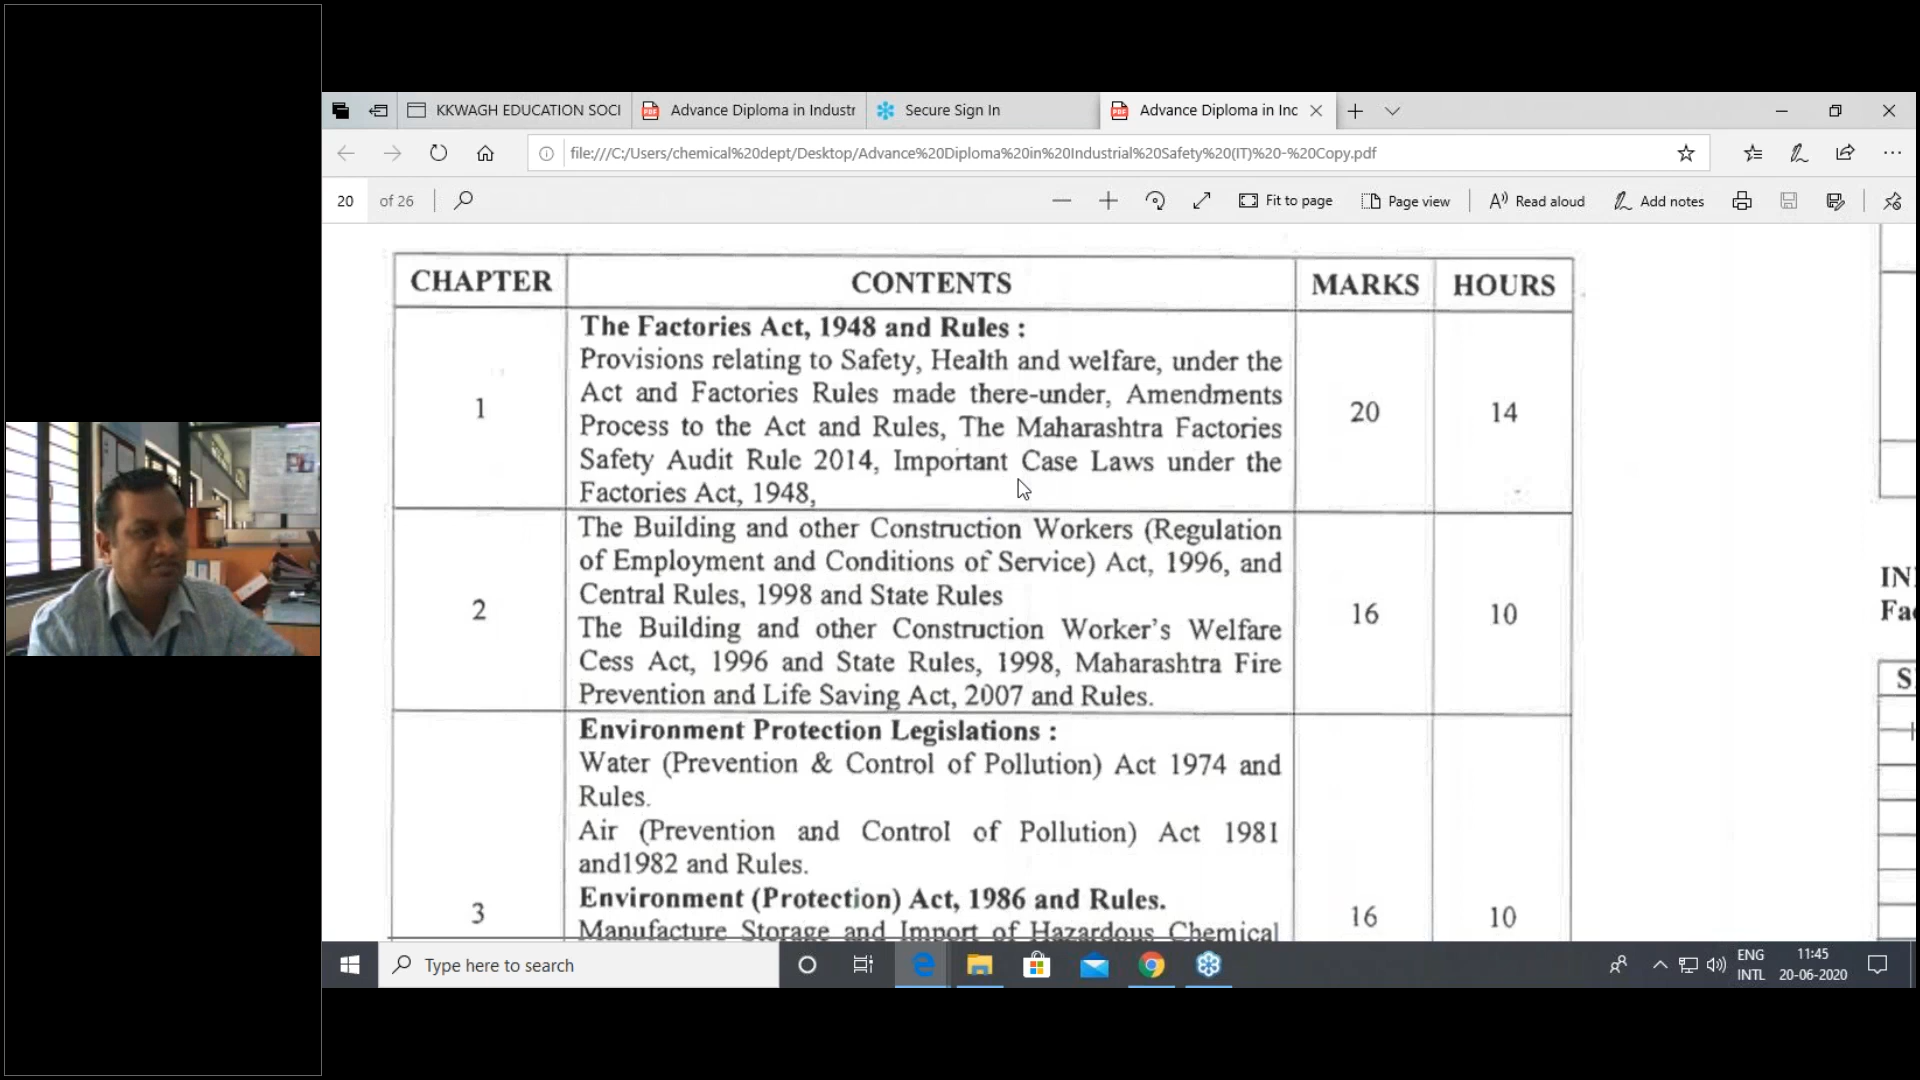 KKWAGH EDUCATION SOCI
Advance Diploma in Industr
Secure Sign In
Advance Diploma in Inc
file:///C:/Users/chemical%20dept/Desktop/Advance%20Diploma%20in%20Industrial%20Safety%20(IT)%20-%20Copy.pdf
20 of 26
Fit to page
Page view
Read aloud
Add notes
CHAPTER CONTENTS MARKS HOURS
The Factories Act, 1948 and Rules :
Provisions relating to Safety, Health and welfare, under the
Act and Factories Rules made there-under, Amendments
1 Process to the Act and Rules, The Maharashtra Factories 20 14
Safety Audit Rule 2014, Important Case Laws under the
Factories Act, 1948,
The Building and other Construction Workers (Regulation
of Employment and Conditions of Service) Act, 1996, and
Central Rules, 1998 and State Rules
2 The Building and other Construction Worker's Welfare 16 10
Cess Act, 1996 and State Rules, 1998, Maharashtra Fire
Prevention and Life Saving Act, 2007 and Rules.
Environment Protection Legislations :
Water (Prevention & Control of Pollution) Act 1974 and
Rules.
Air (Prevention and Control of Pollution) Act 1981
and1982 and Rules.
Environment (Protection) Act, 1986 and Rules.
3 Manufacture Storage and Import of Hazardous Chemical 16 10
IN
Fac
S
Type here to search
ENG
INTL
11:45
20-06-2020